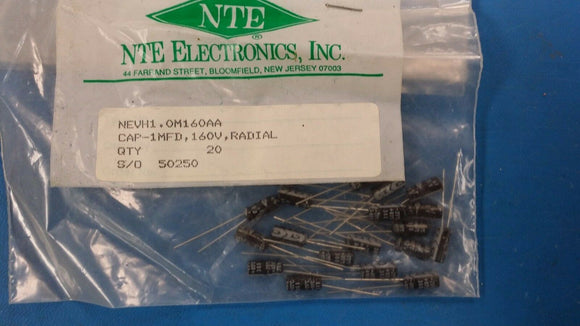 NTE
®
NTE ELECTRONICS, INC.
44 FARRAND STREET, BLOOMFIELD, NEW JERSEY 07003
NEVH1.0M160AA
CAP-1MFD,160V,RADIAL
QTY 20
S/O 50250